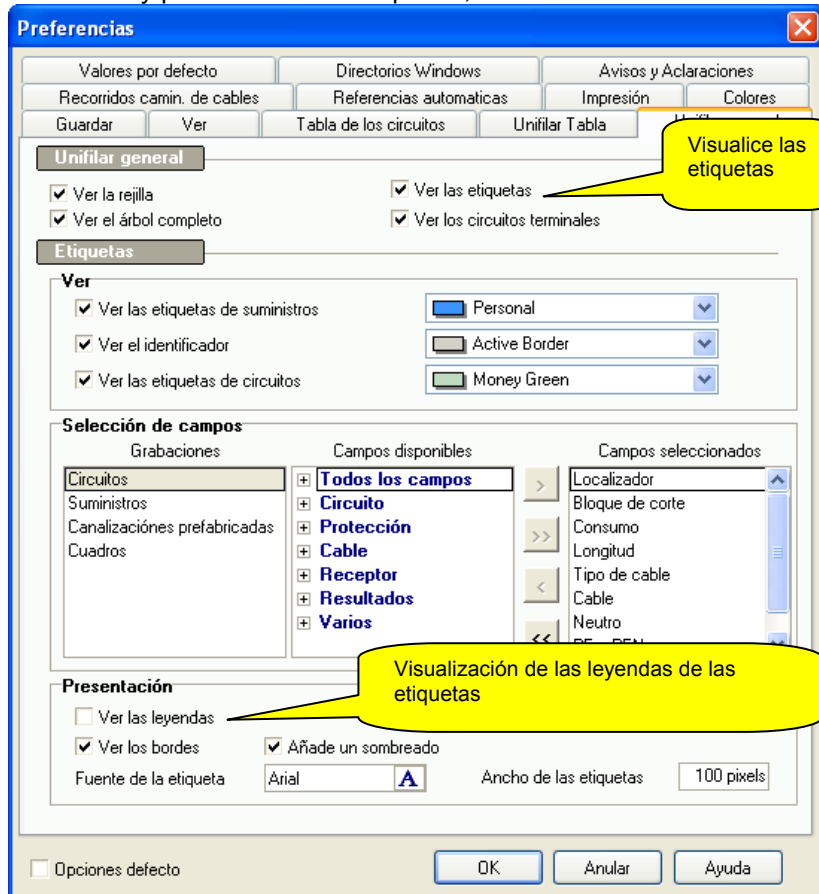 Preferencias
Valores por defecto
Directorios Windows
Avisos y Aclaraciones
Recorridos camin. de cables
Referencias automaticas
Impresión
Colores
Guardar
Ver
Tabla de los circuitos
Unifilar Tabla
Visualice las
etiquetas
Unifilar general
Ver la rejilla
Ver las etiquetas
Ver el árbol completo
Ver los circuitos terminales
Etiquetas
Ver
Ver las etiquetas de suministros
Personal
Ver el identificador
Active Border
Ver las etiquetas de circuitos
Money Green
Selección de campos
Grabaciones
Campos disponibles
Campos seleccionados
Circuitos
Suministros
Canalizaciónes prefabricadas
Cuadros
+ Todos los campos
+ Circuito
+ Protección
+ Cable
+ Receptor
+ Resultados
+ Varios
>
>>
<
<<
Localizador
Bloque de corte
Consumo
Longitud
Tipo de cable
Cable
Neutro
Visualización de las leyendas de las
etiquetas
Presentación
Ver las leyendas
Ver los bordes
Añade un sombreado
Fuente de la etiqueta
Arial
A
Ancho de las etiquetas
100 pixels
Opciones defecto
OK
Anular
Ayuda